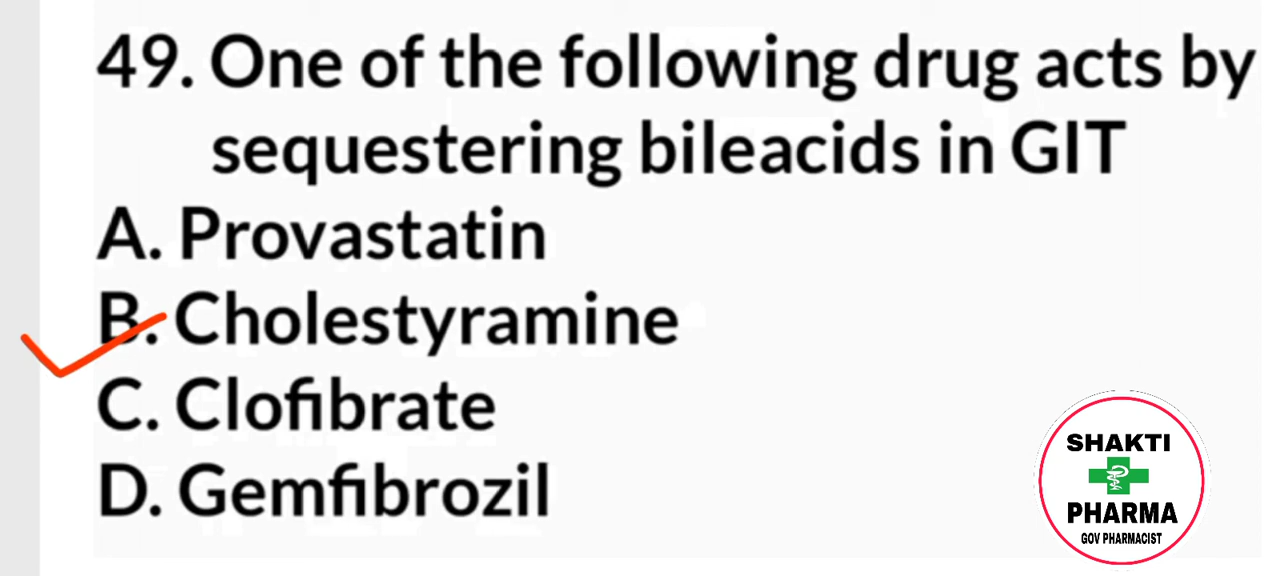 49. One of the following drug acts by
sequestering bileacids in GIT
A. Provastatin
B. Cholestyramine
C. Clofibrate
D. Gemfibrozil
SHAKTI
PHARMA
GOV PHARMACIST